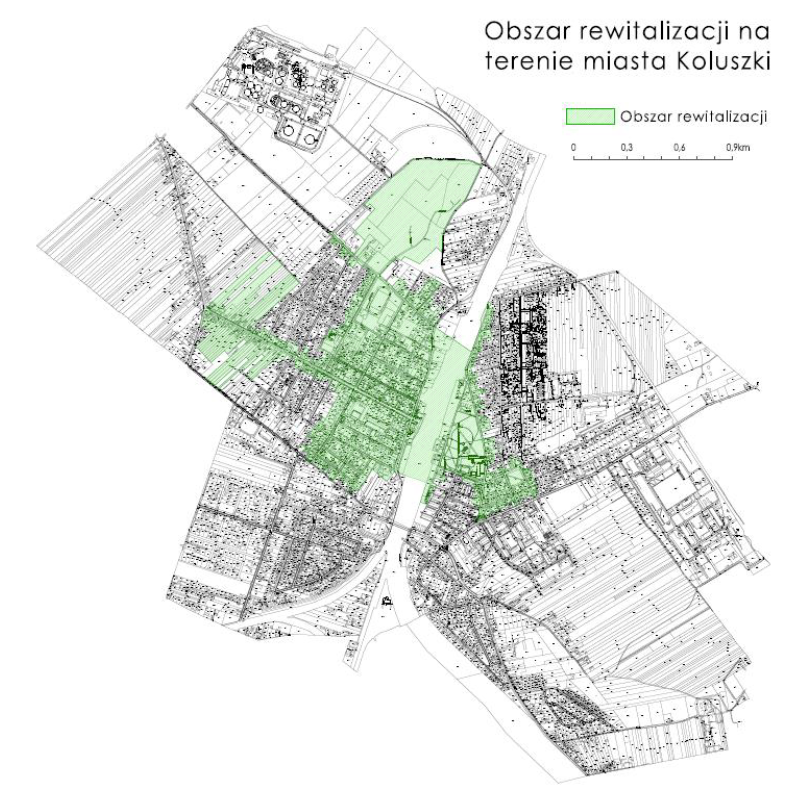 Obszar rewitalizacji na
terenie miasta Koluszki
Obszar rewitalizacji
0 0,3 0,6 0,9km